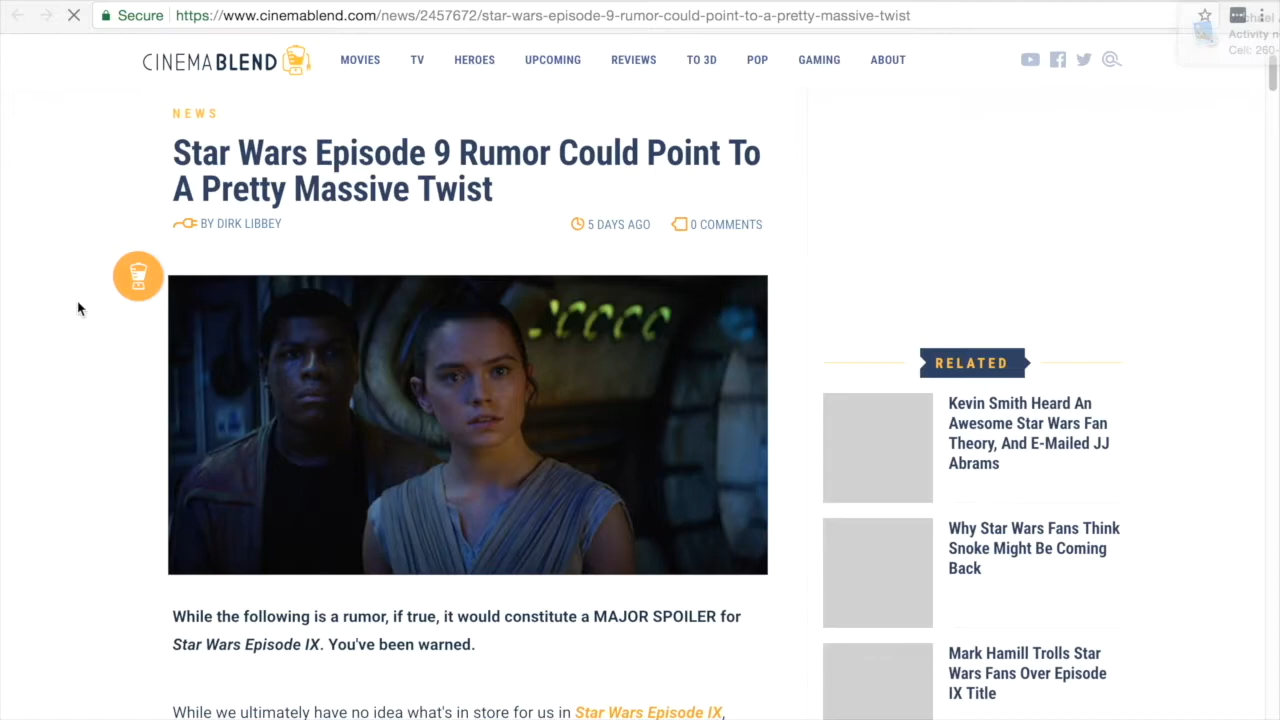 Secure
https://www.cinemablend.com/news/2457672/star-wars-episode-9-rumor-could-point-to-a-pretty-massive-twist
Activity n
Cell: 260-
CINEMABLEND
MOVIES TV HEROES UPCOMING REVIEWS TO 3D POP GAMING ABOUT
NEWS
Star Wars Episode 9 Rumor Could Point To
A Pretty Massive Twist
BY DIRK LIBBEY
5 DAYS AGO
0 COMMENTS
While the following is a rumor, if true, it would constitute a MAJOR SPOILER for
Star Wars Episode IX. You've been warned.
While we ultimately have no idea what's in store for us in Star Wars Episode IX,
RELATED
Kevin Smith Heard An
Awesome Star Wars Fan
Theory, And E-Mailed JJ
Abrams
Why Star Wars Fans Think
Snoke Might Be Coming
Back
Mark Hamill Trolls Star
Wars Fans Over Episode
IX Title